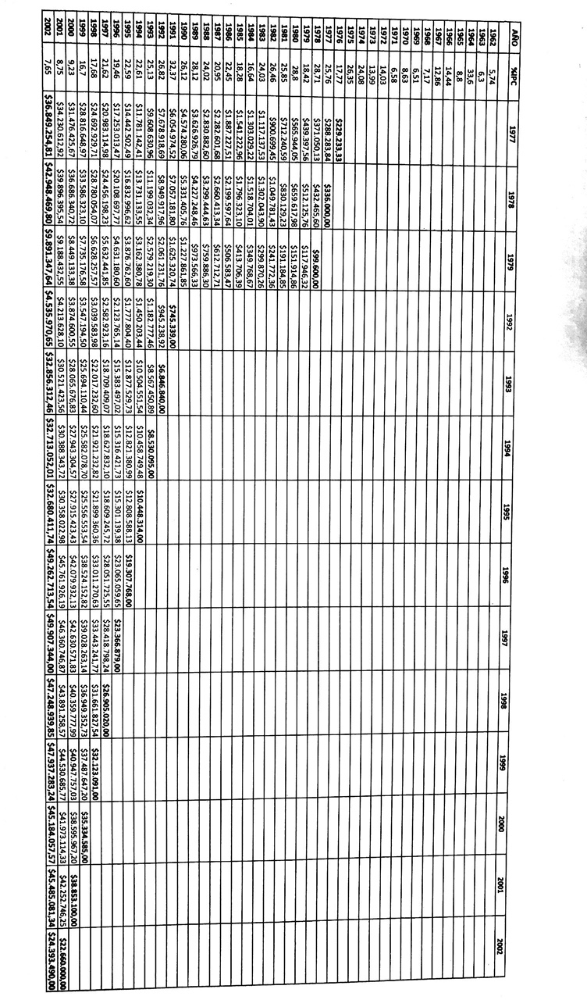 AÑO %IPC 1977 1978 1979 1992 1993 1994 1995 1996 1997 1998 1999 2000 2001 2002
1962 5,74
1963 6,3
1964 33,6
1965 8,8
1966 14,44
1967 12,86
1968 7,17
1969 6,51
1970 8,63
1971 6,58
1972 14,03
1973 13,99
1974 24,08
1975 26,35
1976 17,77 $229.233,33
1977 25,76 $288.283,84 $336.000,00
1978 28,71 $371.050,13 $432.465,60 $99.600,00
1979 18,42 $439.397,56 $512.125,76 $117.946,32
1980 28,8 $565.944,05 $659.617,98 $151.914,86
1981 25,85 $712.240,59 $830.129,23 $191.184,85
1982 26,46 $900.699,45 $1.049.781,43 $241.772,36
1983 24,03 $1.117.137,53 $1.302.043,90 $299.870,26
1984 16,64 $1.303.029,22 $1.518.704,01 $349.768,67
1985 18,28 $1.541.222,96 $1.796.323,10 $413.706,39
1986 22,45 $1.887.227,51 $2.199.597,64 $506.583,47
1987 20,95 $2.282.601,68 $2.660.413,34 $612.712,71
1988 24,02 $2.830.882,60 $3.299.444,63 $759.886,30
1989 28,12 $3.626.926,79 $4.227.248,46 $973.566,33
1990 26,12 $4.574.280,06 $5.331.405,76 $1.227.861,85
1991 32,37 $6.054.974,52 $7.057.181,80 $1.625.320,74 $745.339,00
1992 26,82 $7.678.918,69 $8.949.917,96 $2.061.231,76 $945.238,92 $6.846.840,00
1993 25,13 $9.608.630,96 $11.199.032,34 $2.579.219,30 $1.182.777,46 $8.567.450,89 $8.530.095,00
1994 22,61 $11.781.142,41 $13.731.133,55 $3.162.380,78 $1.450.203,44 $10.504.551,54 $10.458.749,48 $10.448.314,00
1995 22,59 $14.442.502,49 $16.832.996,62 $3.876.762,60 $1.777.804,40 $12.877.529,73 $12.821.380,99 $12.808.588,13 $19.307.768,00
1996 19,46 $17.253.013,47 $20.108.697,77 $4.631.180,60 $2.123.765,14 $15.383.497,02 $15.316.421,73 $15.301.139,38 $23.065.059,65 $23.366.879,00
1997 21,62 $20.983.114,98 $24.456.198,23 $5.632.441,85 $2.582.923,16 $18.709.409,07 $18.627.832,10 $18.609.245,72 $28.051.725,55 $28.418.798,24 $26.905.020,00
1998 17,68 $24.692.929,71 $28.780.054,07 $6.628.257,57 $3.039.583,98 $22.017.232,60 $21.921.232,82 $21.899.360,36 $33.011.270,63 $33.443.241,77 $31.661.827,54 $32.123.091,00
1999 16,7 $28.816.648,97 $33.586.323,10 $7.735.176,58 $3.547.194,50 $25.694.110,44 $25.582.078,70 $25.556.553,54 $38.524.152,82 $39.028.263,14 $36.949.352,73 $37.487.647,20 $35.334.585,00
2000 9,23 $31.476.425,67 $36.686.340,72 $8.449.133,38 $3.874.600,55 $28.065.676,83 $27.943.304,57 $27.915.423,43 $42.079.932,13 $42.630.571,83 $40.359.777,99 $40.947.757,03 $38.595.967,20 $38.853.100,00
2001 8,75 $34.230.612,92 $39.896.395,54 $9.188.432,55 $4.213.628,10 $30.521.423,56 $30.388.343,72 $30.358.022,98 $45.761.926,19 $46.360.746,87 $43.891.258,57 $44.530.685,77 $41.973.114,33 $42.252.746,25 $22.660.000,00
2002 7,65 $36.849.254,81 $42.948.469,80 $9.891.347,64 $4.535.970,65 $32.856.312,46 $32.713.052,01 $32.680.411,74 $49.262.713,54 $49.907.344,00 $47.248.939,85 $47.937.283,24 $45.184.057,57 $45.485.081,34 $24.393.490,00